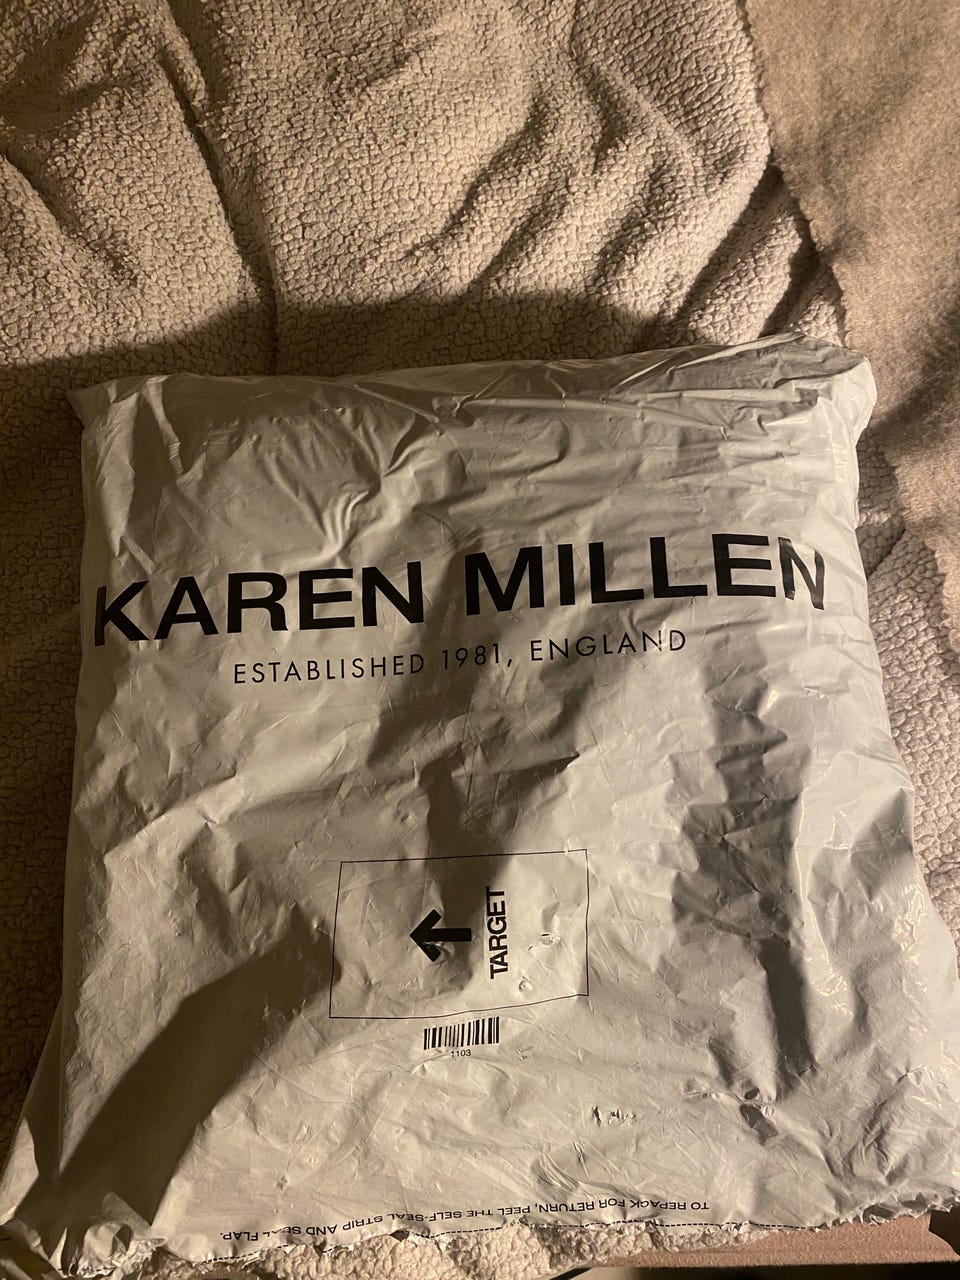 KAREN MILLEN
ESTABLISHED 1981, ENGLAND
TARGET
1103
TO REPACK FOR RETURN, PEEL THE SELF-SEAL STRIP AND SEAL FLAP.